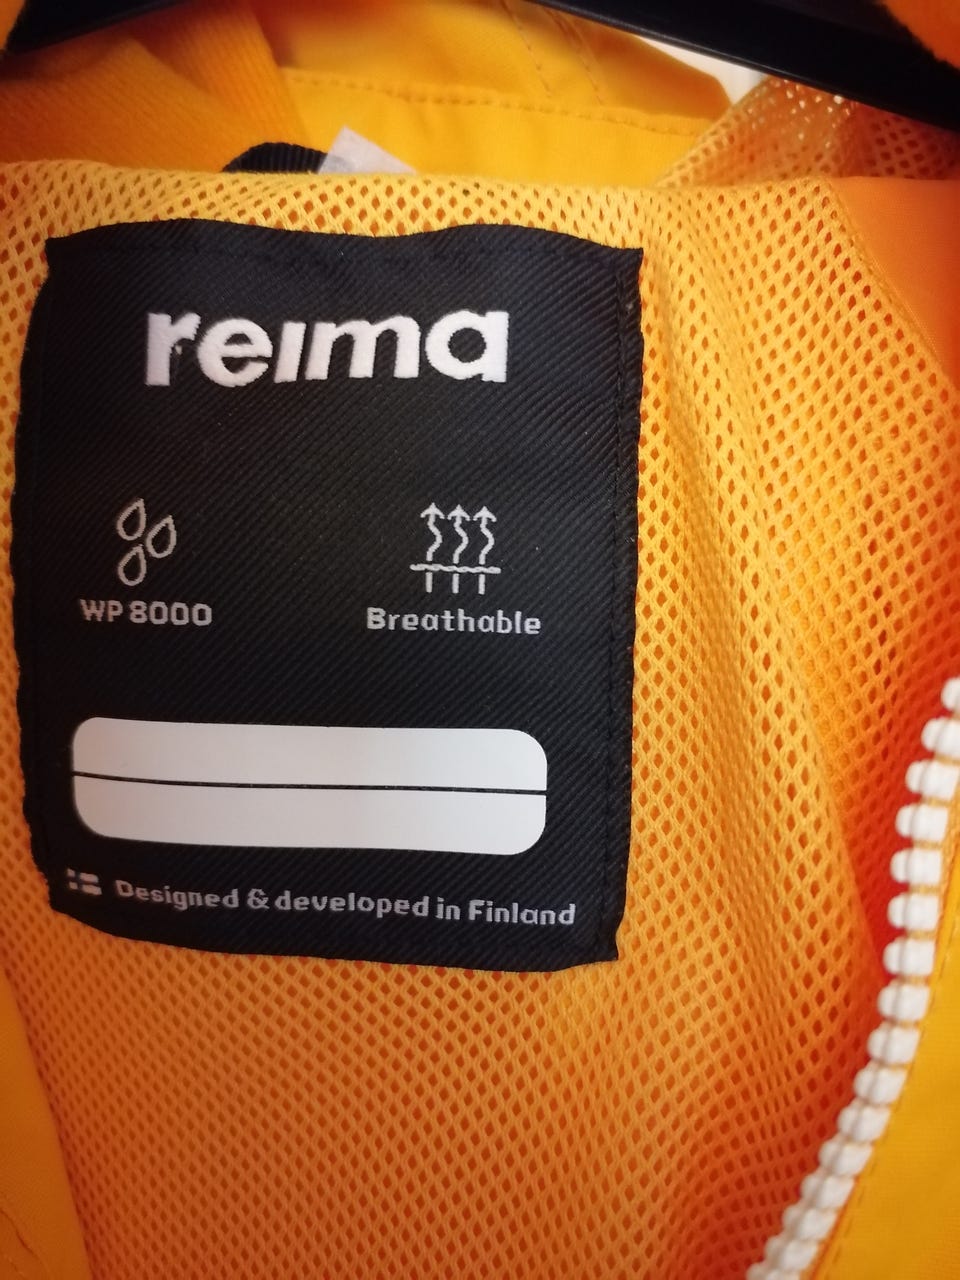 reima
WP 8000
Breathable
Designed & developed in Finland